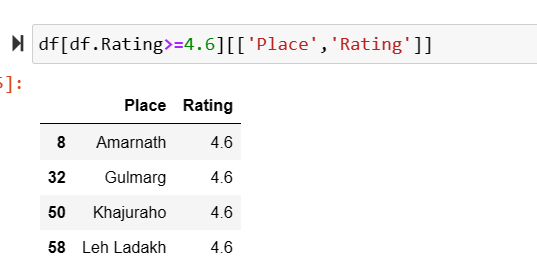 df[df.Rating>=4.6][['Place','Rating']]
]:
Place Rating
8 Amarnath 4.6
32 Gulmarg 4.6
50 Khajuraho 4.6
58 Leh Ladakh 4.6